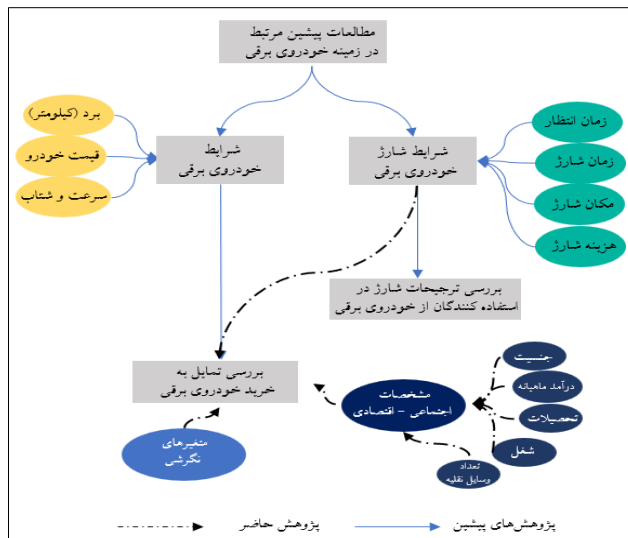 مطالعات پیشین مرتبط
در زمینه خودروی برقی
برد (کیلومتر)
قیمت خودرو
سرعت و شتاب
شرایط
خودروی برقی
شرایط شارژ
خودروی برقی
زمان انتظار
زمان شارژ
مکان شارژ
هزینه شارژ
بررسی ترجیحات شارژ در
استفاده کنندگان از خودروی برقی
بررسی تمایل به
خرید خودروی برقی
متغیرهای
نگرشی
مشخصات
اجتماعی - اقتصادی
جنسیت
درآمد ماهیانه
تحصیلات
شغل
تعداد
وسایل نقلیه
پژوهش‌های پیشین
پژوهش حاضر